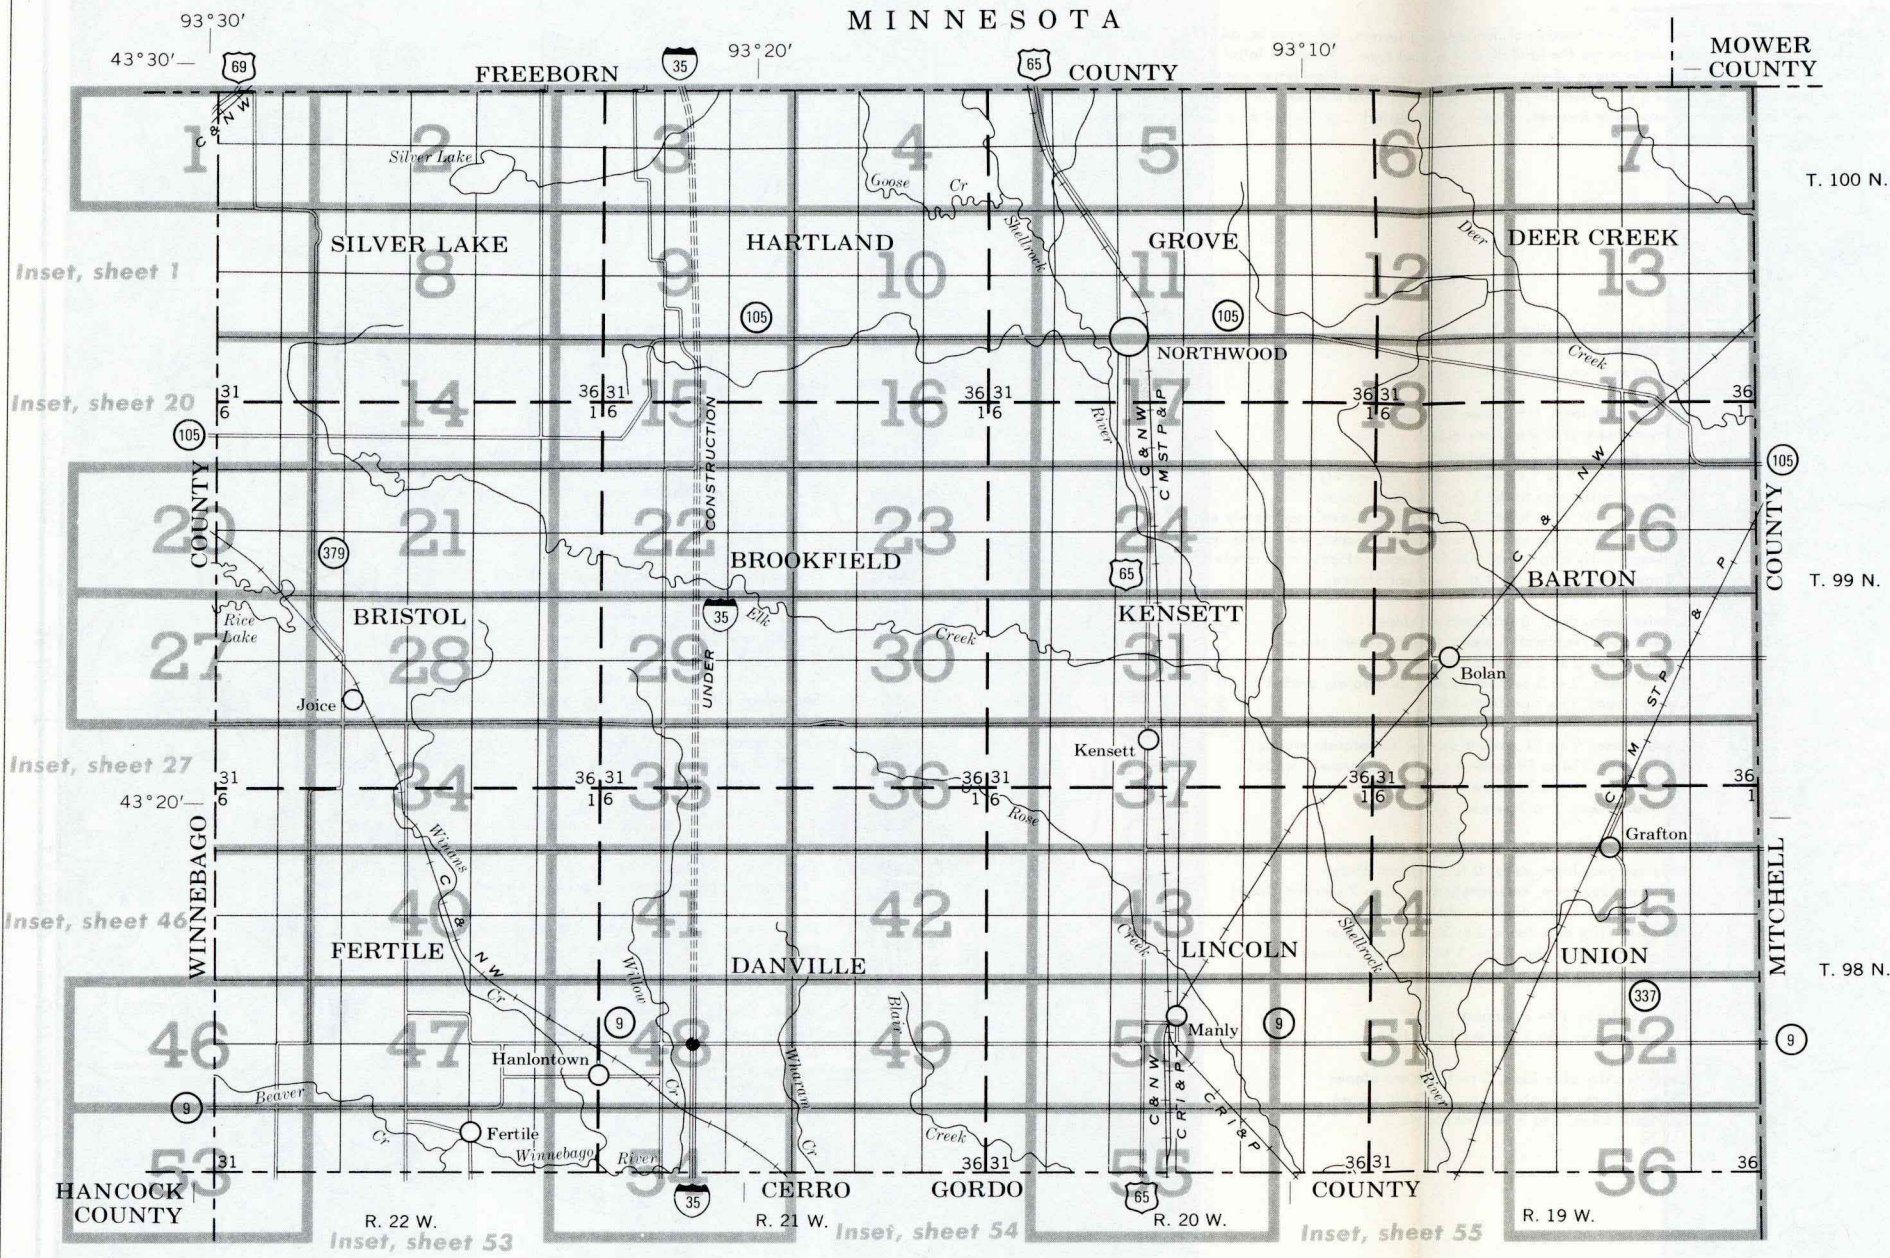 MINNESOTA
93°30′
43°30′
69
FREEBORN
35
93°20′
65
COUNTY
93°10′
MOWER
COUNTY
C & NW
1
2
3
4
5
6
7
Silver Lake
Goose
Cr
T. 100 N.
SILVER LAKE
HARTLAND
Shellrock
GROVE
Deer
DEER CREEK
Inset, sheet 1
8
9
10
11
12
13
105
105
NORTHWOOD
Creek
Inset, sheet 20
31
6
14
36 31
1 6
15
16
36 31
1 6
17
36 31
1 6
18
19
36
1
105
River
C & NW
CMSTP&P
C & NW
105
COUNTY
UNDER CONSTRUCTION
COUNTY
20
21
22
23
24
25
26
379
BROOKFIELD
65
BARTON
T. 99 N.
Rice
Lake
BRISTOL
35
Elk
Creek
KENSETT
27
28
29
30
31
32
33
Bolan
Joice
C M ST P & P
Kensett
Inset, sheet 27
43°20′
31
6
34
36 31
1 6
35
36
36 31
1 6
37
36 31
1 6
38
39
36
1
Rose
Grafton
WINNEBAGO
Winans
C & NW
MITCHELL
Inset, sheet 46
40
41
42
43
44
45
FERTILE
Willow
DANVILLE
Creek
LINCOLN
Shellrock
UNION
T. 98 N.
Cr
Blair
337
9
Manly
9
9
46
47
48
49
50
51
52
Hanlontown
Wharam
C & NW
CRI&P
CRI&P
River
Beaver
Cr
9
Cr
Fertile
Winnebago
River
Cr
Creek
53
31
54
36 31
55
36 31
56
36
HANCOCK
COUNTY
35
CERRO
GORDO
65
COUNTY
R. 22 W.
R. 21 W.
R. 20 W.
R. 19 W.
Inset, sheet 53
Inset, sheet 54
Inset, sheet 55